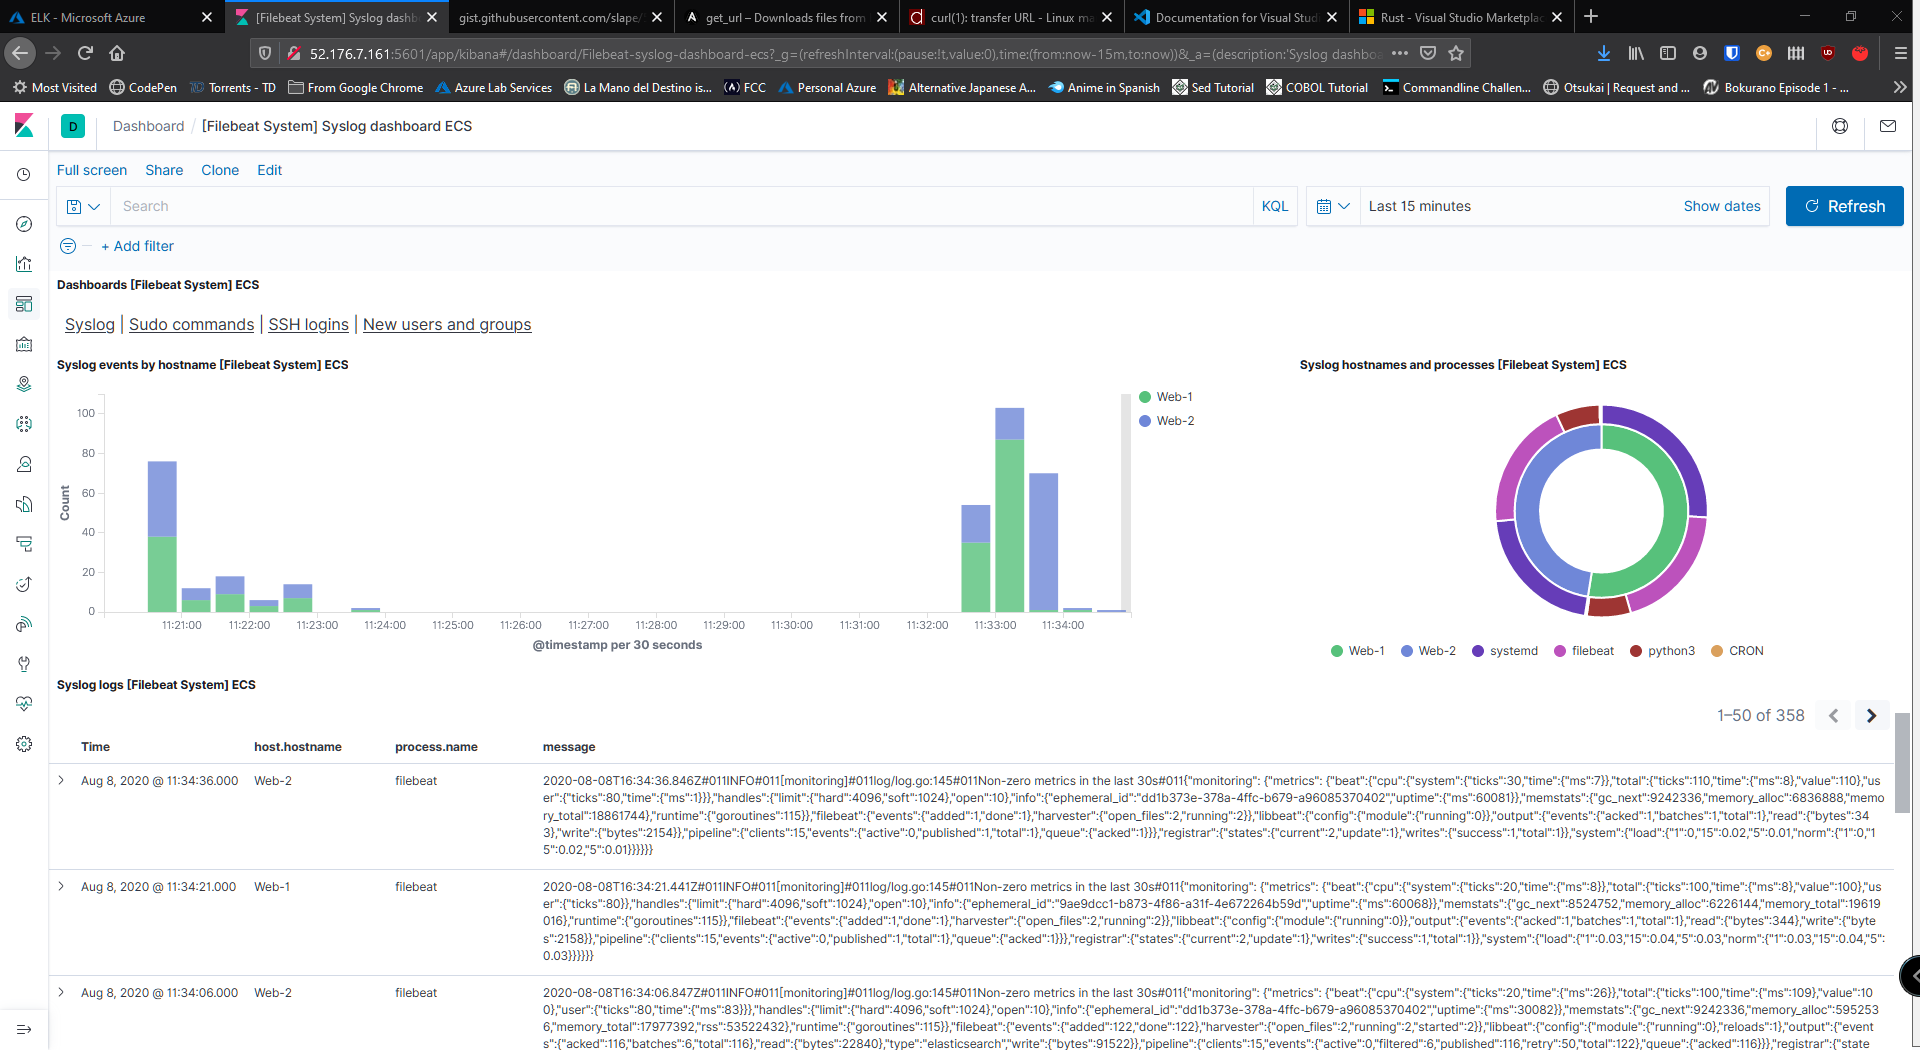 ELK - Microsoft Azure
[Filebeat System] Syslog dashb
gist.githubusercontent.com/slape/
get_url – Downloads files from
curl(1): transfer URL - Linux ma
Documentation for Visual Studi
Rust - Visual Studio Marketplac
52.176.7.161:5601/app/kibana#/dashboard/Filebeat-syslog-dashboard-ecs?_g=(refreshInterval:(pause:!t,value:0),time:(from:now-15m,to:now))&_a=(description:'Syslog dashboa
Most Visited
CodePen
Torrents - TD
From Google Chrome
Azure Lab Services
La Mano del Destino is...
FCC
Personal Azure
Alternative Japanese A...
Anime in Spanish
Sed Tutorial
COBOL Tutorial
Commandline Challen...
Otsukai | Request and ...
Bokurano Episode 1 - ...
D
Dashboard / [Filebeat System] Syslog dashboard ECS
Full screen
Share
Clone
Edit
Search
KQL
Last 15 minutes
Show dates
Refresh
+ Add filter
Dashboards [Filebeat System] ECS
Syslog | Sudo commands | SSH logins | New users and groups
Syslog events by hostname [Filebeat System] ECS
100
80
60
40
20
0
Count
11:21:00 11:22:00 11:23:00 11:24:00 11:25:00 11:26:00 11:27:00 11:28:00 11:29:00 11:30:00 11:31:00 11:32:00 11:33:00 11:34:00
@timestamp per 30 seconds
Web-1
Web-2
Syslog hostnames and processes [Filebeat System] ECS
Web-1 Web-2 systemd filebeat python3 CRON
Syslog logs [Filebeat System] ECS
1–50 of 358
Time host.hostname process.name message
Aug 8, 2020 @ 11:34:36.000 Web-2 filebeat 2020-08-08T16:34:36.846Z#011INFO#011[monitoring]#011log/log.go:145#011Non-zero metrics in the last 30s#011{"monitoring": {"metrics": {"beat":{"cpu":{"system":{"ticks":30,"time":{"ms":7}},"total":{"ticks":110,"time":{"ms":8},"value":110},"us
er":{"ticks":80,"time":{"ms":1}}},"handles":{"limit":{"hard":4096,"soft":1024},"open":10},"info":{"ephemeral_id":"dd1b373e-378a-4ffc-b679-a96085370402","uptime":{"ms":60081}},"memstats":{"gc_next":9242336,"memory_alloc":6836888,"memo
ry_total":18861744},"runtime":{"goroutines":115}},"filebeat":{"events":{"added":1,"done":1},"harvester":{"open_files":2,"running":2}},"libbeat":{"config":{"module":{"running":0}},"output":{"events":{"acked":1,"batches":1,"total":1},"read":{"bytes":34
3},"write":{"bytes":2154}},"pipeline":{"clients":15,"events":{"active":0,"published":1,"total":1},"queue":{"acked":1}}},"registrar":{"states":{"current":2,"update":1},"writes":{"success":1,"total":1}},"system":{"load":{"1":0,"15":0.02,"5":0.01,"norm":{"1":0,"1
5":0.02,"5":0.01}}}}}}
Aug 8, 2020 @ 11:34:21.000 Web-1 filebeat 2020-08-08T16:34:21.441Z#011INFO#011[monitoring]#011log/log.go:145#011Non-zero metrics in the last 30s#011{"monitoring": {"metrics": {"beat":{"cpu":{"system":{"ticks":20,"time":{"ms":8}},"total":{"ticks":100,"time":{"ms":8},"value":100},"us
er":{"ticks":80}},"handles":{"limit":{"hard":4096,"soft":1024},"open":10},"info":{"ephemeral_id":"9ae9dcc1-b873-4f86-a31f-4e672264b59d","uptime":{"ms":60068}},"memstats":{"gc_next":8524752,"memory_alloc":6226144,"memory_total":19619
016},"runtime":{"goroutines":115}},"filebeat":{"events":{"added":1,"done":1},"harvester":{"open_files":2,"running":2}},"libbeat":{"config":{"module":{"running":0}},"output":{"events":{"acked":1,"batches":1,"total":1},"read":{"bytes":344},"write":{"byte
s":2158}},"pipeline":{"clients":15,"events":{"active":0,"published":1,"total":1},"queue":{"acked":1}}},"registrar":{"states":{"current":2,"update":1},"writes":{"success":1,"total":1}},"system":{"load":{"1":0.03,"15":0.04,"5":0.03,"norm":{"1":0.03,"15":0.04,"5":
0.03}}}}}}
Aug 8, 2020 @ 11:34:06.000 Web-2 filebeat 2020-08-08T16:34:06.847Z#011INFO#011[monitoring]#011log/log.go:145#011Non-zero metrics in the last 30s#011{"monitoring": {"metrics": {"beat":{"cpu":{"system":{"ticks":20,"time":{"ms":26}},"total":{"ticks":100,"time":{"ms":109},"value":10
0},"user":{"ticks":80,"time":{"ms":83}}},"handles":{"limit":{"hard":4096,"soft":1024},"open":10},"info":{"ephemeral_id":"dd1b373e-378a-4ffc-b679-a96085370402","uptime":{"ms":30082}},"memstats":{"gc_next":9242336,"memory_alloc":595253
6,"memory_total":17977392,"rss":53522432},"runtime":{"goroutines":115}},"filebeat":{"events":{"added":122,"done":122},"harvester":{"open_files":2,"running":2,"started":2}},"libbeat":{"config":{"module":{"running":0},"reloads":1},"output":{"even
ts":{"acked":116,"batches":6,"total":116},"read":{"bytes":22840},"type":"elasticsearch","write":{"bytes":91522}},"pipeline":{"clients":15,"events":{"active":0,"filtered":6,"published":116,"retry":50,"total":122},"queue":{"acked":116}}},"registrar":{"state